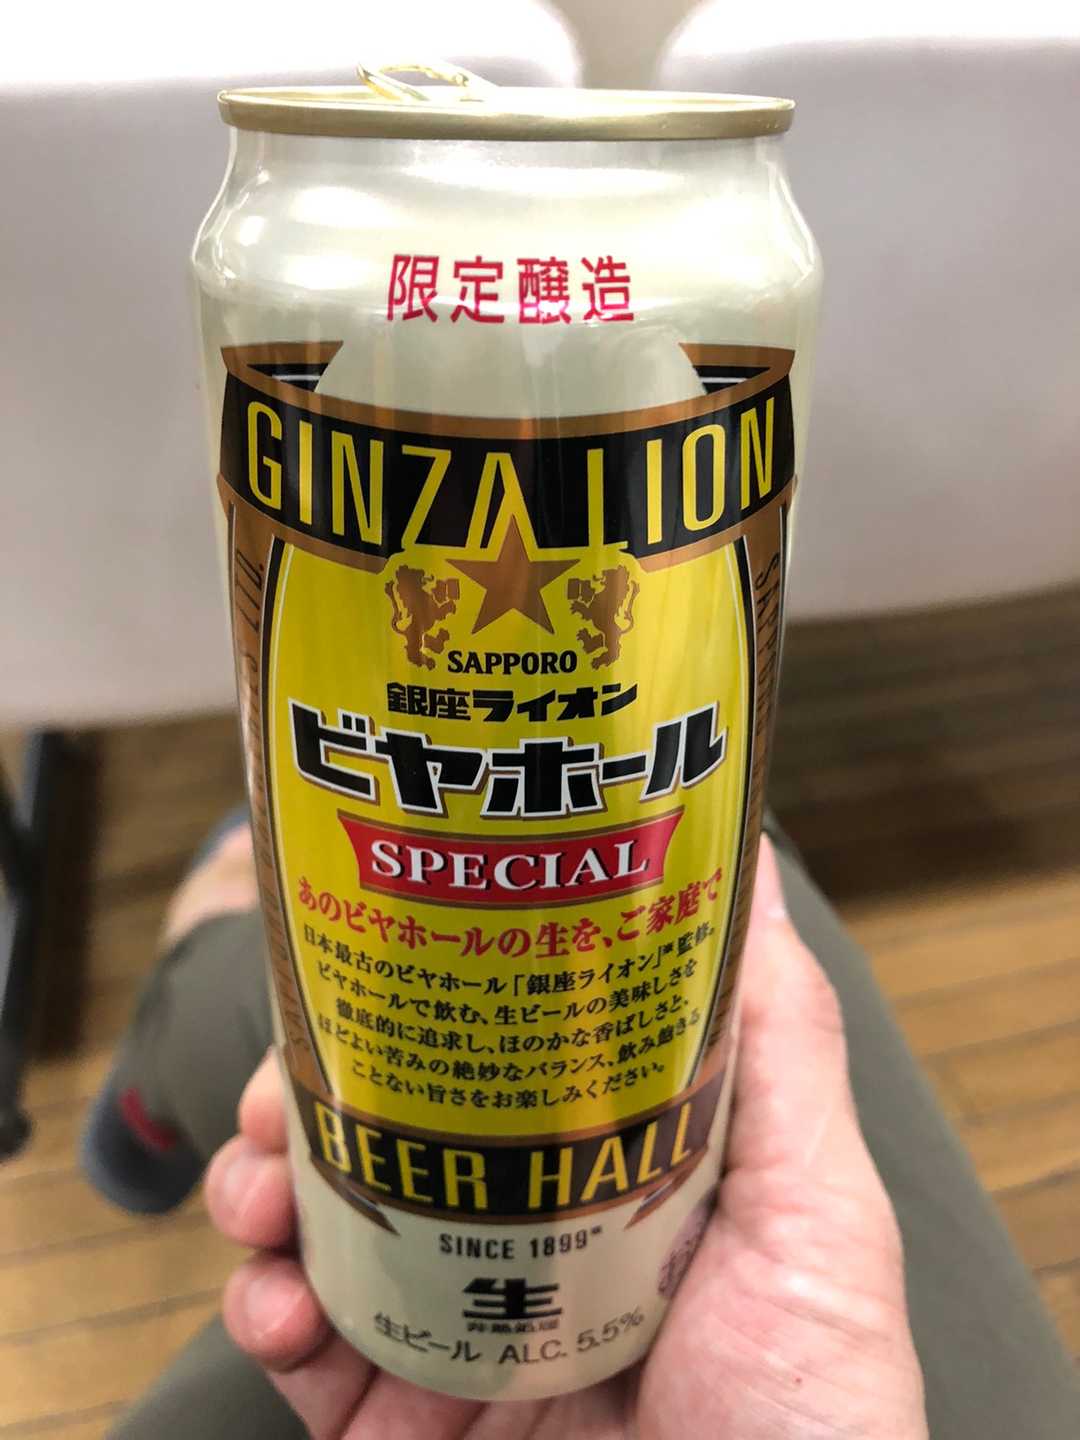 限定醸造
GINZA LION
SAPPORO
銀座ライオン
ビヤホール
SPECIAL
あのビヤホールの生を、ご家庭で
日本最古のビヤホール「銀座ライオン」※監修。
ビヤホールで飲む、生ビールの美味しさを
徹底的に追求し、ほのかな香ばしさと、
ほどよい苦みの絶妙なバランス、飲み飽きる
ことない旨さをお楽しみください。
BEER HALL
SINCE 1899
生
非熱処理
生ビール ALC. 5.5%